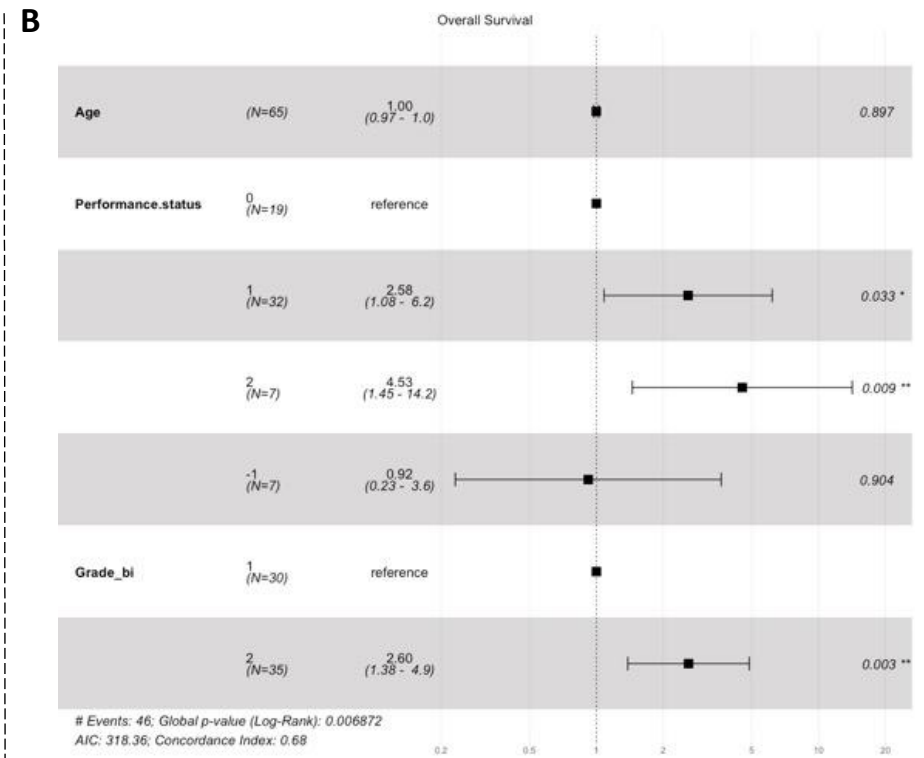 B
Overall Survival
Age (N=65) 1.00 (0.97 - 1.0) 0.897
Performance.status 0 (N=19) reference
1 (N=32) 2.58 (1.08 - 6.2) 0.033 *
2 (N=7) 4.53 (1.45 - 14.2) 0.009 **
-1 (N=7) 0.92 (0.23 - 3.6) 0.904
Grade_bi 1 (N=30) reference
2 (N=35) 2.60 (1.38 - 4.9) 0.003 **
# Events: 46; Global p-value (Log-Rank): 0.006872
AIC: 318.36; Concordance Index: 0.68
0.2 0.5 1 2 5 10 20